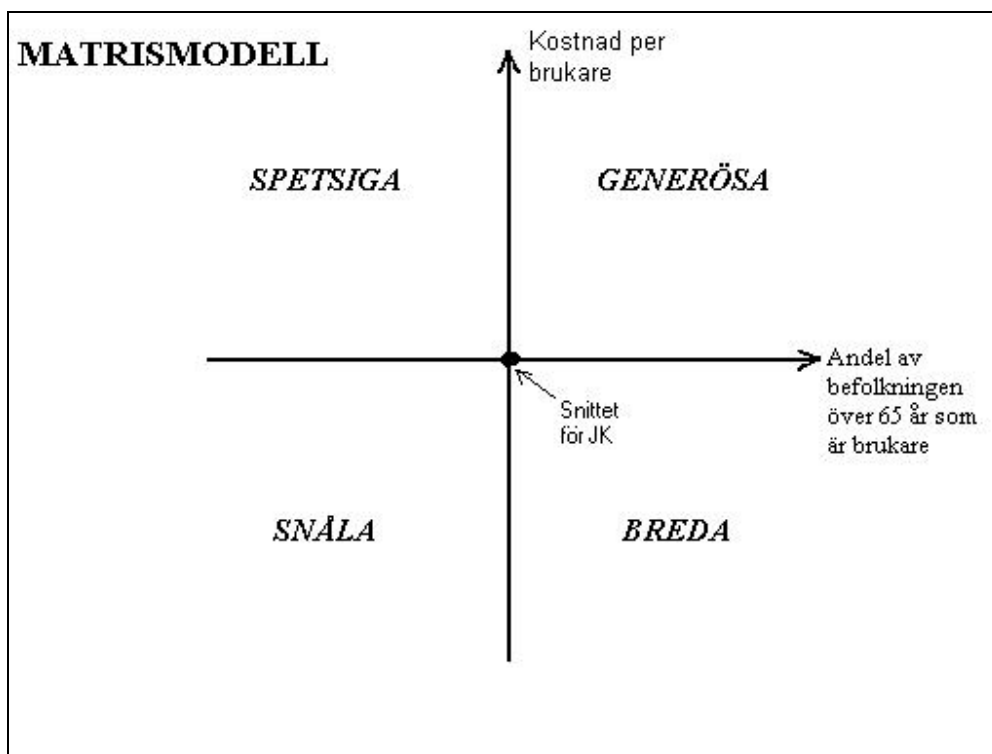 MATRISMODELL
Kostnad per
brukare
SPETSIGA
GENERÖSA
Andel av
befolkningen
över 65 år som
är brukare
Snittet
för JK
SNÅLA
BREDA